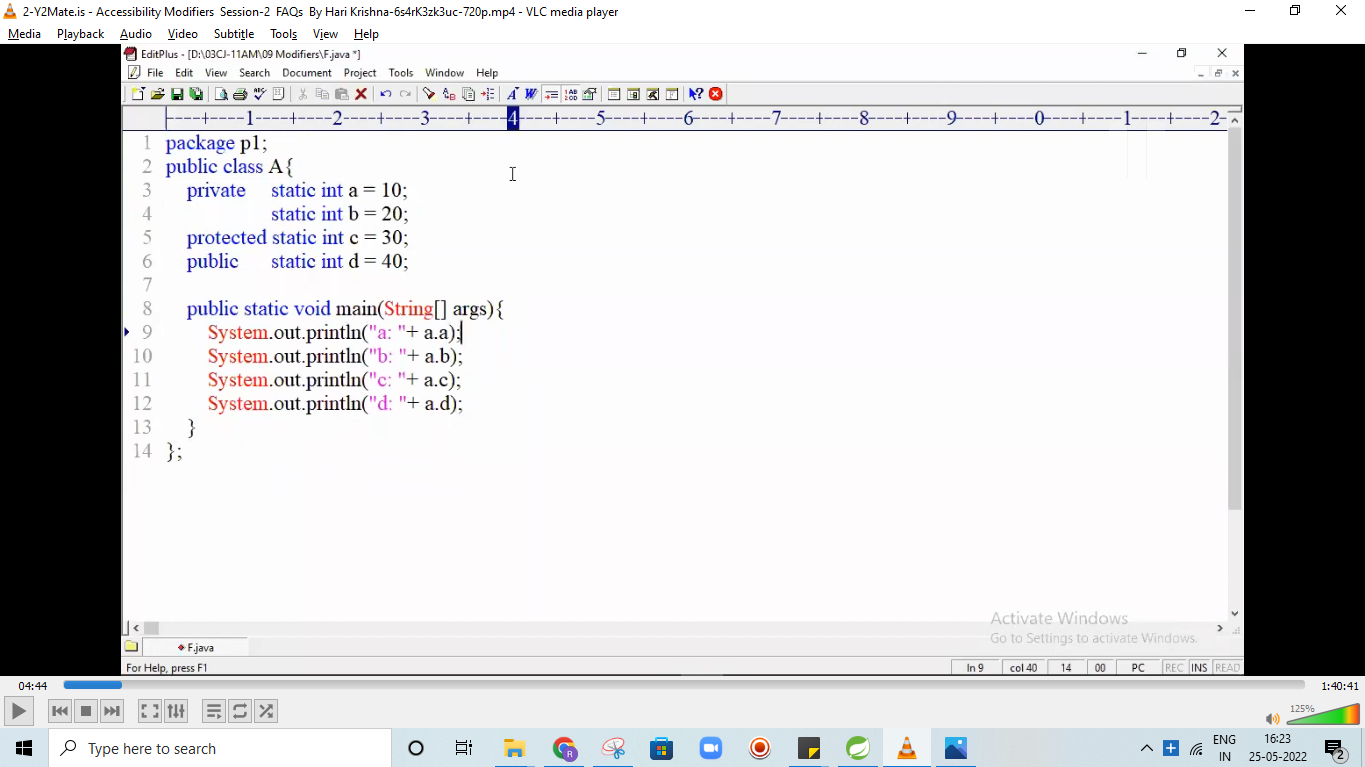 2-Y2Mate.is - Accessibility Modifiers Session-2 FAQs By Hari Krishna-6s4rK3zk3uc-720p.mp4 - VLC media player
Media Playback Audio Video Subtitle Tools View Help
EditPlus - [D:\03CJ-11AM\09 Modifiers\F.java *]
File Edit View Search Document Project Tools Window Help
----+----1----+----2----+----3----+----4----+----5----+----6----+----7----+----8----+----9----+----0----+----1----+----2-
1 package p1;
2 public class A{
3 private static int a = 10;
4 static int b = 20;
5 protected static int c = 30;
6 public static int d = 40;
7
8 public static void main(String[] args){
9 System.out.println("a: "+ a.a);
10 System.out.println("b: "+ a.b);
11 System.out.println("c: "+ a.c);
12 System.out.println("d: "+ a.d);
13 }
14 };
Activate Windows
Go to Settings to activate Windows.
F.java
For Help, press F1 ln 9 col 40 14 00 PC REC INS READ
04:44 1:40:41
125%
Type here to search
ENG
IN
16:23
25-05-2022
2